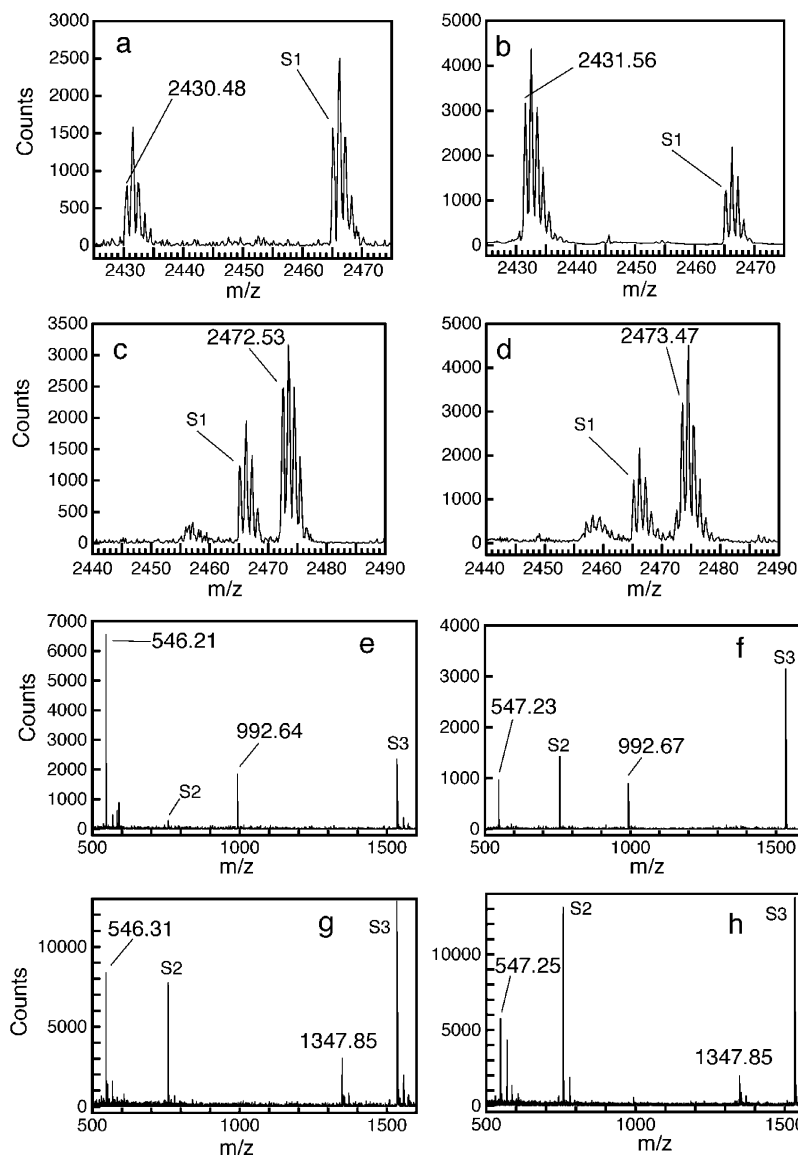 a
3000
2500
2000
1500
1000
500
0
Counts
2430.48
S1
2430 2440 2450 2460 2470
m/z
b
5000
4000
3000
2000
1000
0
2431.56
S1
2430 2440 2450 2460 2470
m/z
c
3500
3000
2500
2000
1500
1000
500
0
Counts
2472.53
S1
2440 2450 2460 2470 2480 2490
m/z
d
5000
4000
3000
2000
1000
0
2473.47
S1
2440 2450 2460 2470 2480 2490
m/z
e
7000
6000
5000
4000
3000
2000
1000
0
Counts
546.21
S2
992.64
S3
500 1000 1500
m/z
f
4000
3000
2000
1000
0
547.23
S2
992.67
S3
500 1000 1500
m/z
g
10000
5000
0
Counts
546.31
S2
1347.85
S3
500 1000 1500
m/z
h
10000
5000
0
547.25
S2
1347.85
S3
500 1000 1500
m/z